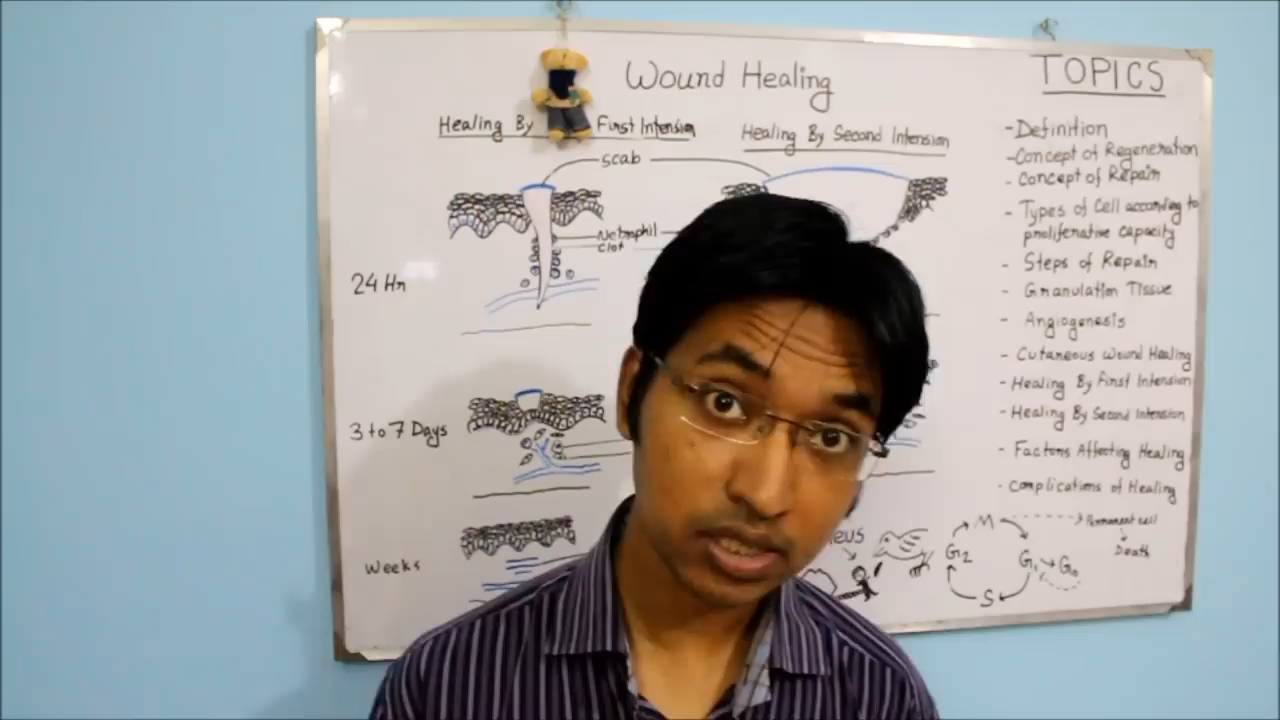 Wound Healing
Healing By First Intension
Healing By Second Intension
scab
Netrophil
clot
24 Hr
3 to 7 Days
Weeks
TOPICS
- Definition
- Concept of Regeneration
- Concept of Repair
- Types of Cell according to
proliferative capacity
- Steps of Repair
- Granulation Tissue
- Angiogenesis
- Cutaneous Wound Healing
- Healing By First Intension
- Healing By Second Intension
- Factors Affecting Healing
- Complications of Healing
M
Permanent cell
Death
G2
G1
G0
S